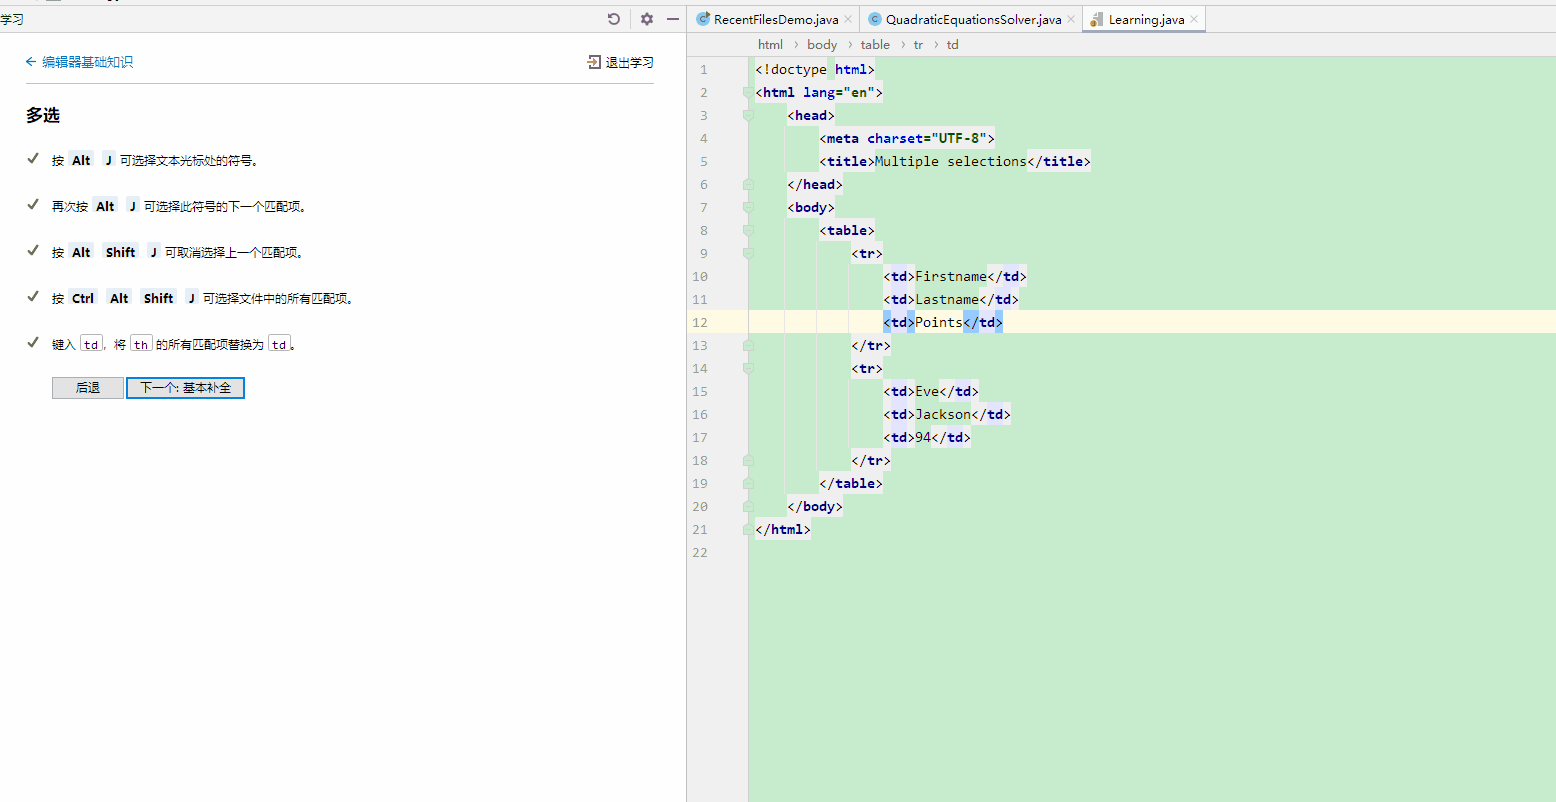 学习
← 编辑器基础知识
退出学习
多选
按 Alt J 可选择文本光标处的符号。
再次按 Alt J 可选择此符号的下一个匹配项。
按 Alt Shift J 可取消选择上一个匹配项。
按 Ctrl Alt Shift J 可选择文件中的所有匹配项。
键入 td, 将 th 的所有匹配项替换为 td。
后退 下一个: 基本补全
RecentFilesDemo.java QuadraticEquationsSolver.java Learning.java
html › body › table › tr › td
1 <!doctype html>
2 <html lang="en">
3 <head>
4 <meta charset="UTF-8">
5 <title>Multiple selections</title>
6 </head>
7 <body>
8 <table>
9 <tr>
10 <td>Firstname</td>
11 <td>Lastname</td>
12 <td>Points</td>
13 </tr>
14 <tr>
15 <td>Eve</td>
16 <td>Jackson</td>
17 <td>94</td>
18 </tr>
19 </table>
20 </body>
21 </html>
22